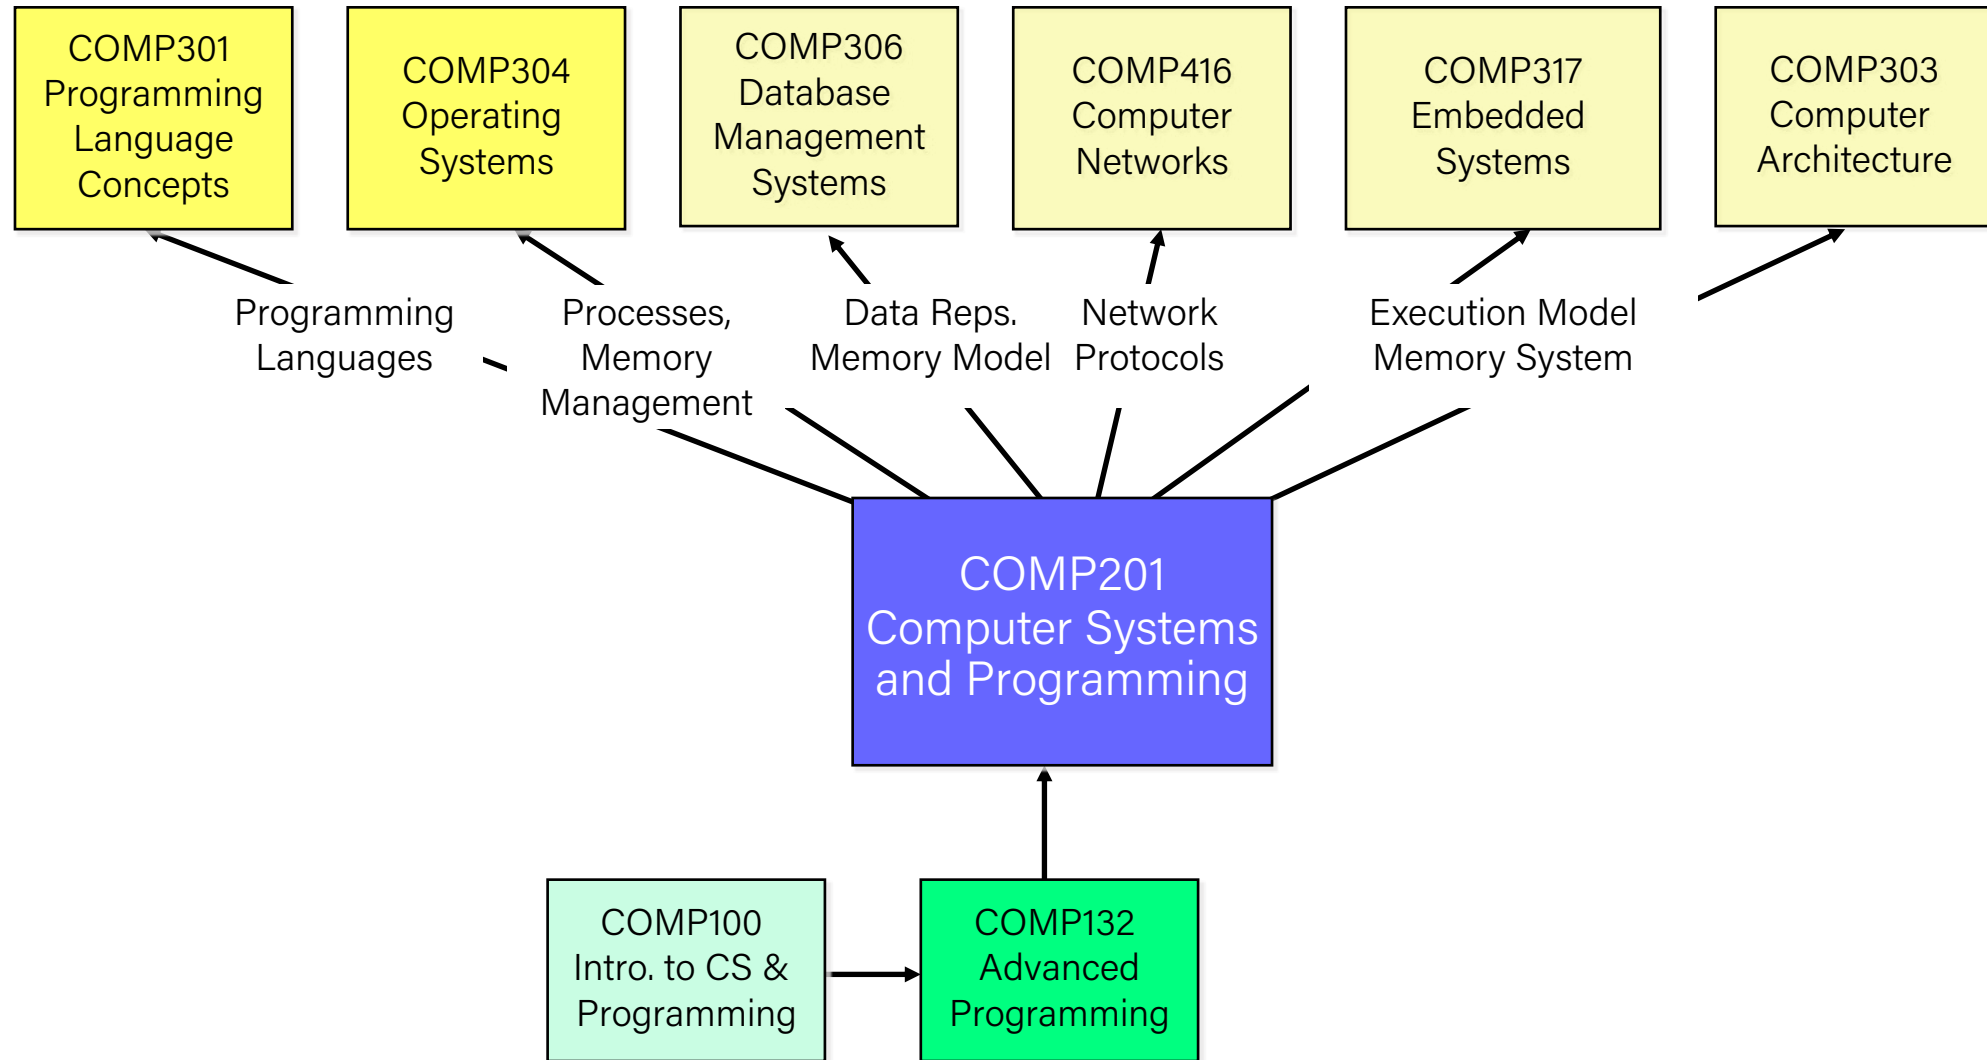 COMP301
Programming
Language
Concepts
COMP304
Operating
Systems
COMP306
Database
Management
Systems
COMP416
Computer
Networks
COMP317
Embedded
Systems
COMP303
Computer
Architecture
Programming
Languages
Processes,
Memory
Management
Data Reps.
Memory Model
Network
Protocols
Execution Model
Memory System
COMP201
Computer Systems
and Programming
COMP100
Intro. to CS &
Programming
COMP132
Advanced
Programming